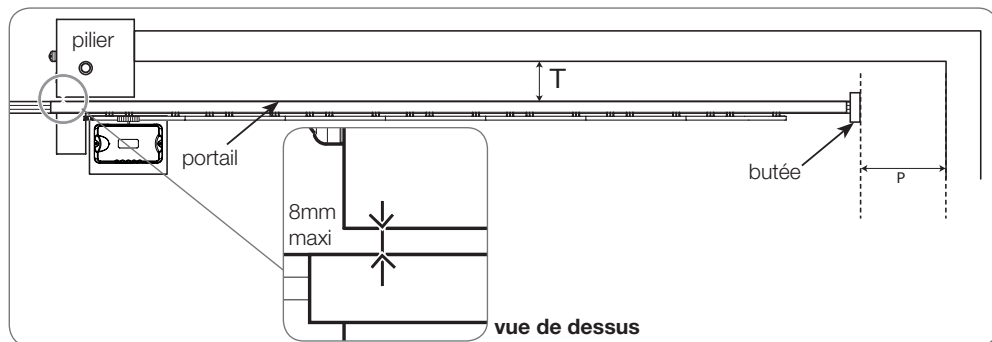 pilier
T
portail
butée
P
8mm
maxi
vue de dessus